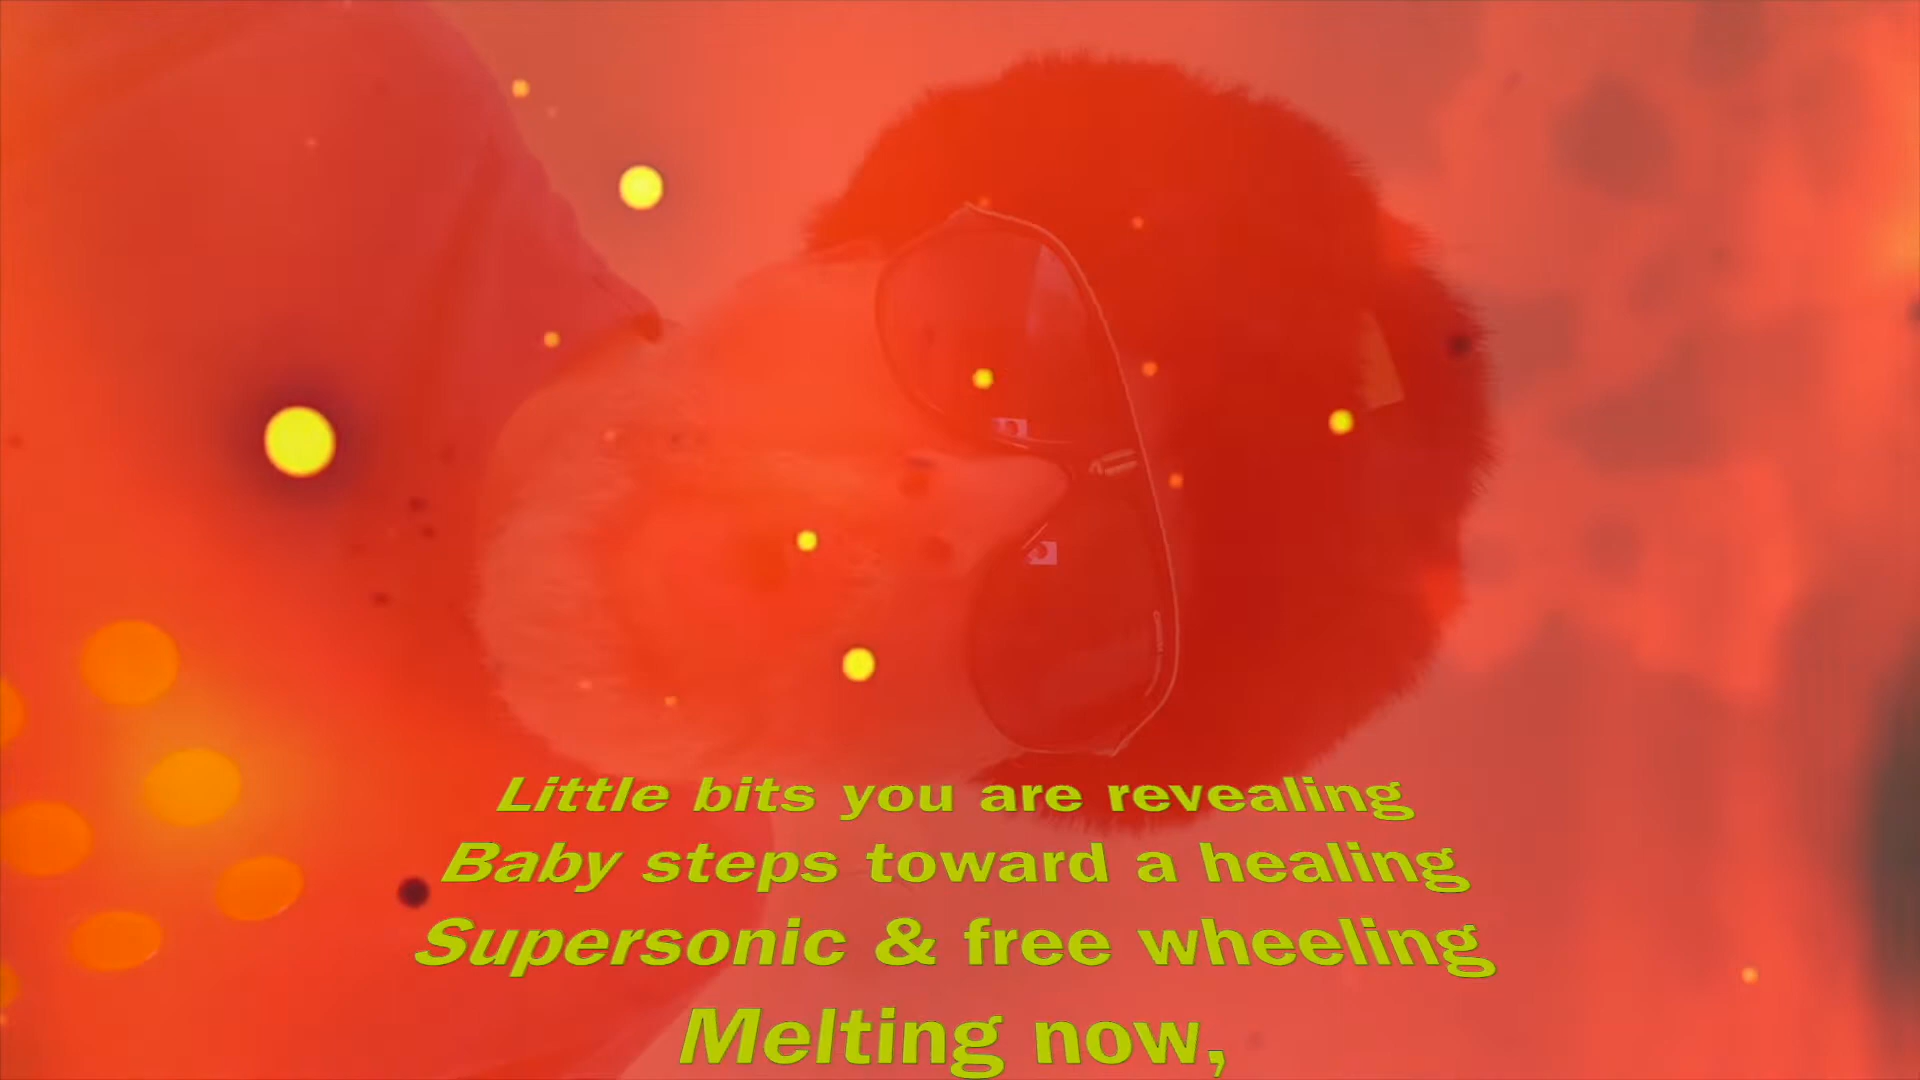 Little bits you are revealing
Baby steps toward a healing
Supersonic & free wheeling
Melting now,